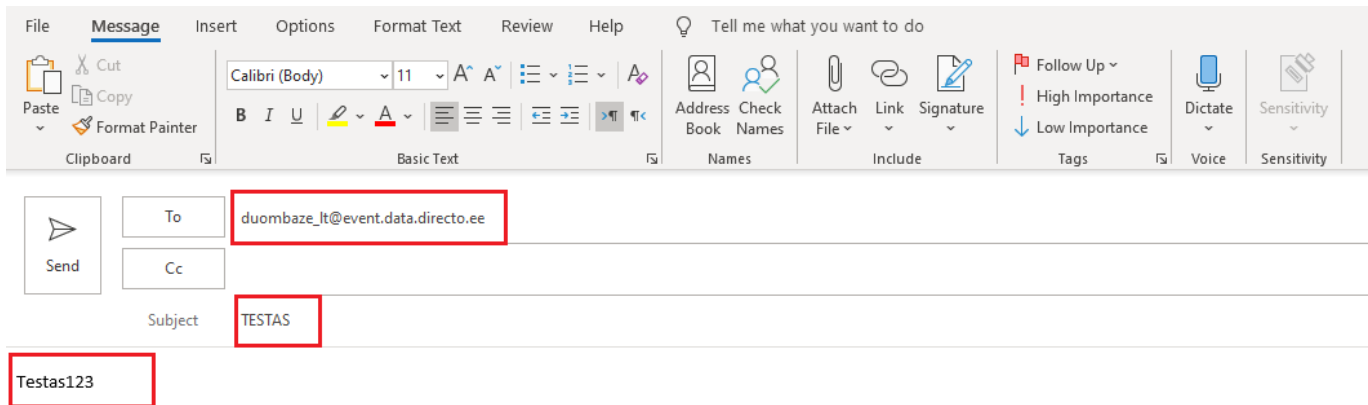 File Message Insert Options Format Text Review Help Tell me what you want to do
Cut
Copy
Format Painter
Paste
Clipboard
Calibri (Body) 11
B I U A
Basic Text
Address Book
Check Names
Names
Attach File
Link
Signature
Include
Follow Up
High Importance
Low Importance
Tags
Dictate
Voice
Sensitivity
Sensitivity
Send
To duombaze_lt@event.data.directo.ee
Cc
Subject TESTAS
Testas123